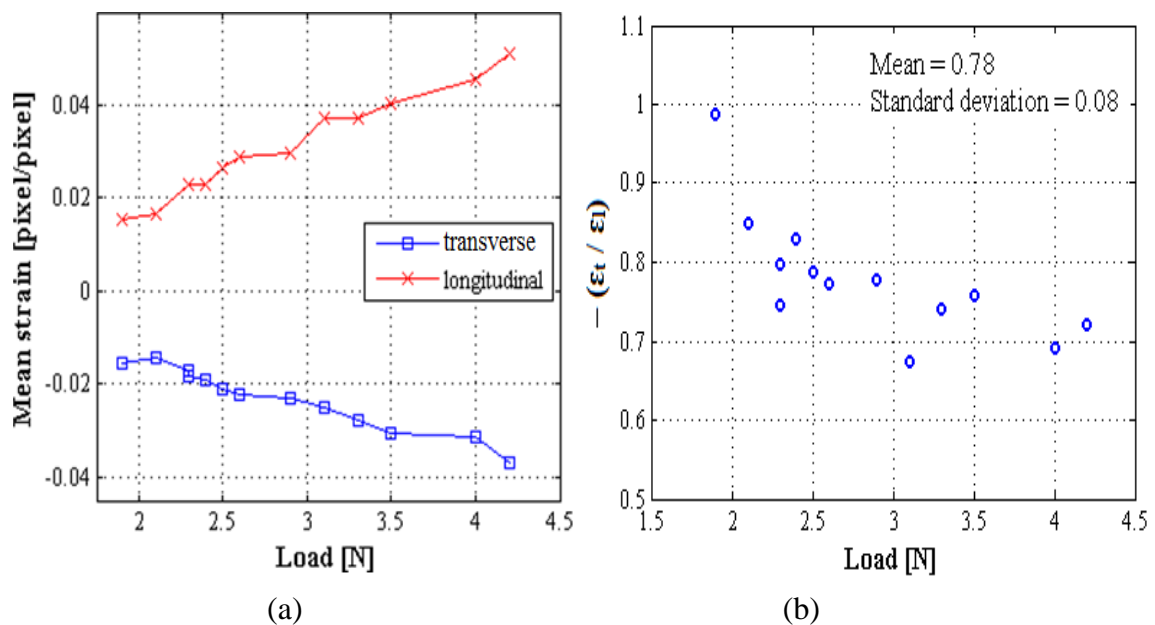 Mean strain [pixel/pixel]
0.04
0.02
0
-0.02
-0.04
2
2.5
3
3.5
4
4.5
Load [N]
transverse
longitudinal
(a)
− (εt / εl)
1.1
1
0.9
0.8
0.7
0.6
0.5
1.5
2
2.5
3
3.5
4
4.5
Load [N]
Mean = 0.78
Standard deviation = 0.08
(b)